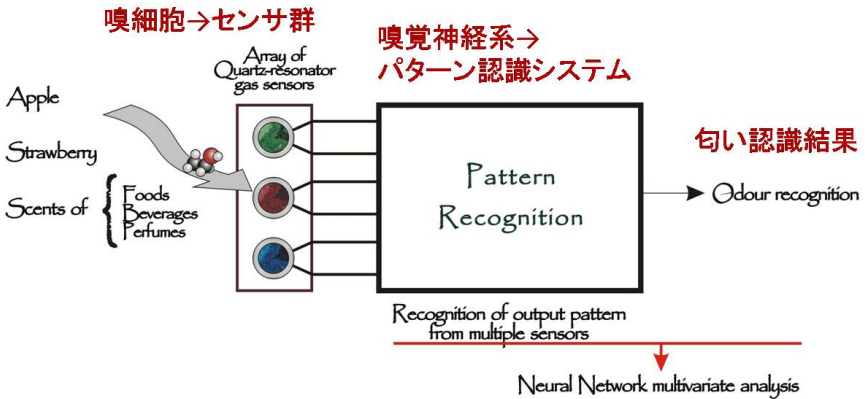 嗅細胞→センサ群
Array of
Quartz-resonator
gas sensors
嗅覚神経系→
パターン認識システム
Apple
Strawberry
Scents of
Foods
Beverages
Perfumes
Pattern
Recognition
匂い認識結果
Odour recognition
Recognition of output pattern
from multiple sensors
Neural Network multivariate analysis